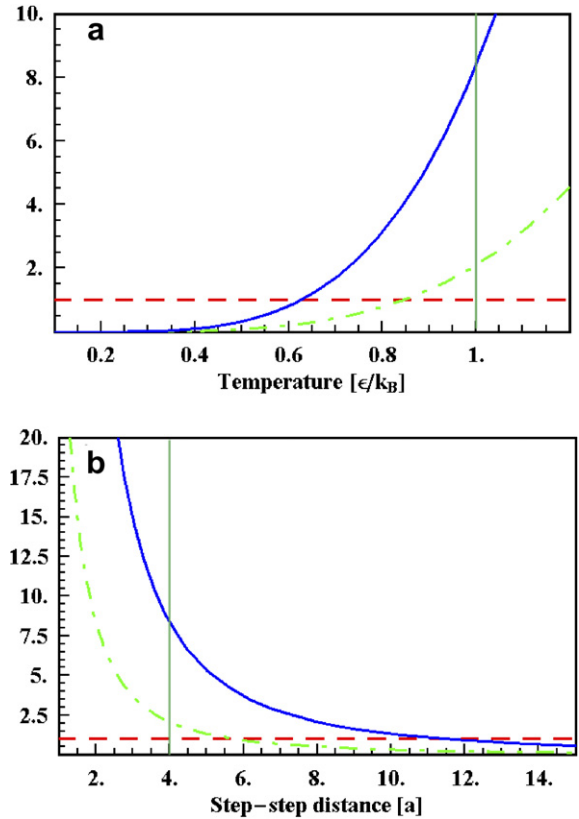 a
10.
8.
6.
4.
2.
0.2 0.4 0.6 0.8 1.
Temperature [ϵ/kB]
b
20.
17.5
15.
12.5
10.
7.5
5.
2.5
2. 4. 6. 8. 10. 12. 14.
Step−step distance [a]